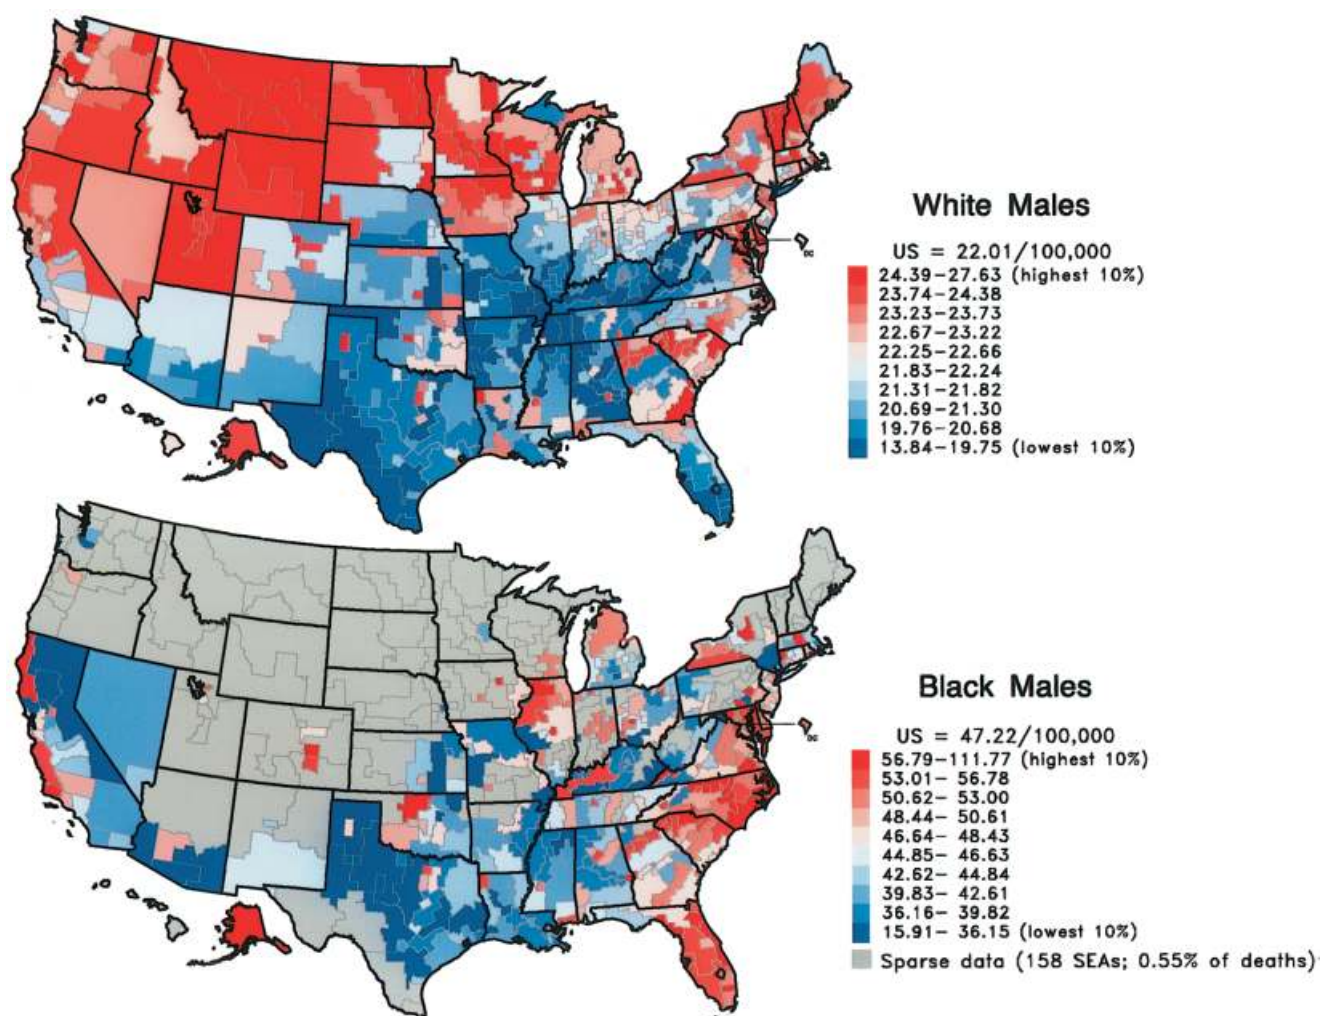 White Males
US = 22.01/100,000
24.39-27.63 (highest 10%)
23.74-24.38
23.23-23.73
22.67-23.22
22.25-22.66
21.83-22.24
21.31-21.82
20.69-21.30
19.76-20.68
13.84-19.75 (lowest 10%)
DC
Black Males
US = 47.22/100,000
56.79-111.77 (highest 10%)
53.01- 56.78
50.62- 53.00
48.44- 50.61
46.64- 48.43
44.85- 46.63
42.62- 44.84
39.83- 42.61
36.16- 39.82
15.91- 36.15 (lowest 10%)
Sparse data (158 SEAs; 0.55% of deaths)
DC